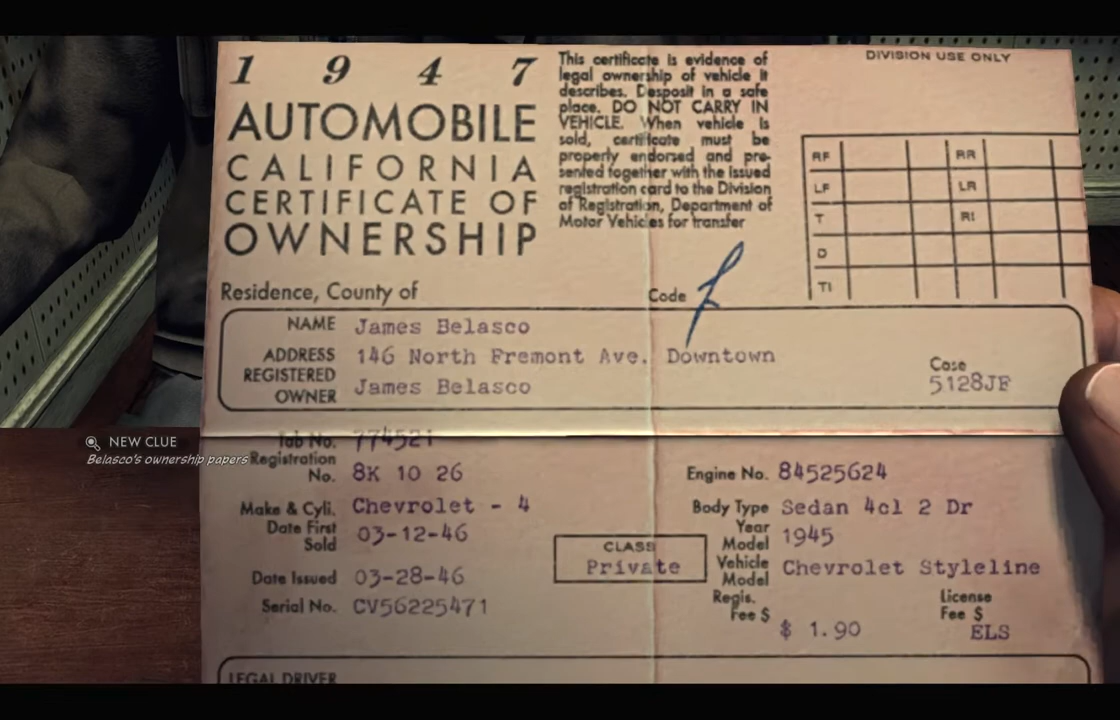 1 9 4 7
AUTOMOBILE
CALIFORNIA
CERTIFICATE OF
OWNERSHIP
This certificate is evidence of
legal ownership of vehicle it
describes. Desposit in a safe
place. DO NOT CARRY IN
VEHICLE. When vehicle is
sold, certificate must be
properly endorsed and pre-
sented together with the issued
registration card to the Division
of Registration, Department of
Motor Vehicles for transfer
DIVISION USE ONLY
RF RR
LF LR
T RI
D
TI
Residence, County of
Code
NAME James Belasco
ADDRESS 146 North Fremont Ave. Downtown
REGISTERED OWNER James Belasco
Case
5128JF
NEW CLUE
Belasco's ownership papers
Tab No. 774521
Registration No. 8K 10 26
Engine No. 84525624
Make & Cyli. Chevrolet - 4
Body Type Sedan 4cl 2 Dr
Date First Sold 03-12-46
Year Model 1945
CLASS
Private
Vehicle Model Chevrolet Styleline
Date Issued 03-28-46
Serial No. CV56225471
Regis. Fee $ $ 1.90
License Fee $ ELS
LEGAL DRIVER